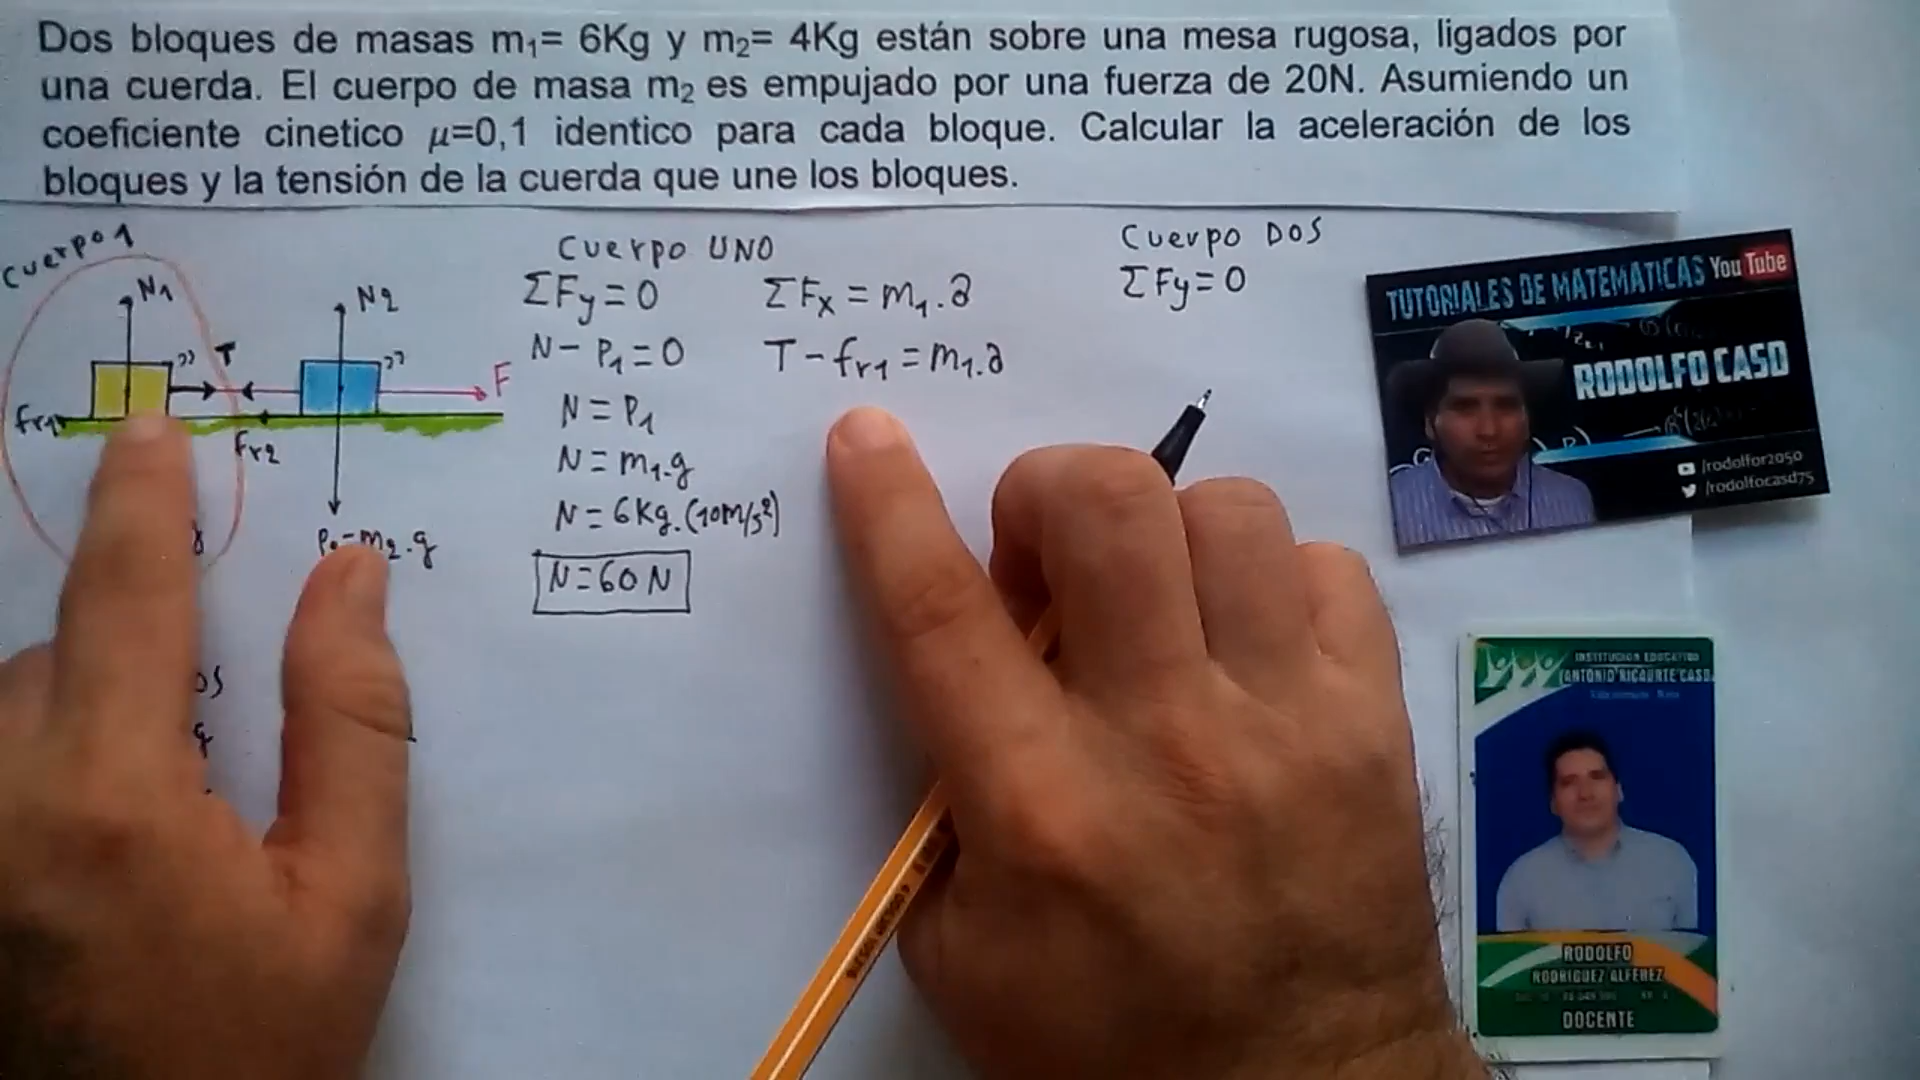 Dos bloques de masas m₁= 6Kg y m₂= 4Kg están sobre una mesa rugosa, ligados por
una cuerda. El cuerpo de masa m₂ es empujado por una fuerza de 20N. Asumiendo un
coeficiente cinetico μ=0,1 identico para cada bloque. Calcular la aceleración de los
bloques y la tensión de la cuerda que une los bloques.
Cuerpo 1
N₁
N2
T
F
fr1
Fr2
m₂.g
Cuerpo UNO
ΣFy=0
N-P₁=0
N=P₁
N=m₁.g
N=6Kg.(10M/s²)
N=60N
ΣFx=m₁.a
T-fr₁=m₁.a
Cuerpo DOS
ΣFy=0
TUTORIALES DE MATEMATICAS You Tube
RODOLFO CASD
/rodolfor2050
/rodolfocasd75
INSTITUCION EDUCATIVA
ANTONIO RICAURTE CASD
RODOLFO
RODRIGUEZ ALFEREZ
DOCENTE